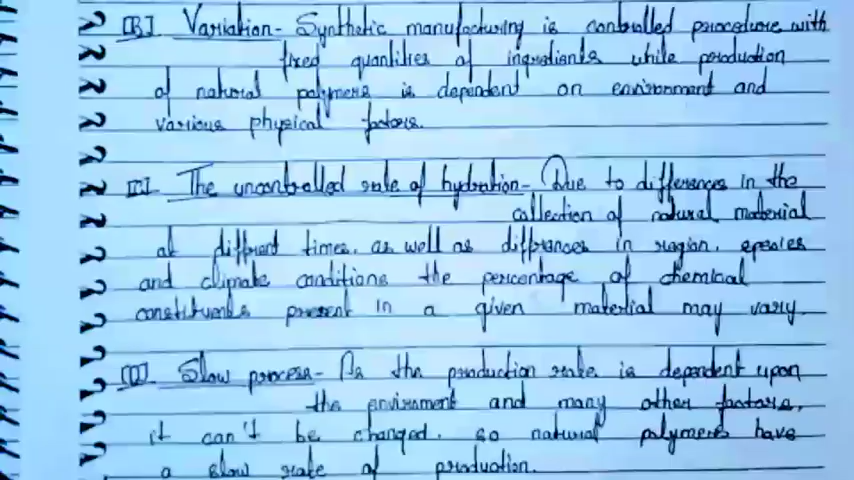 [B] Variation- Synthetic manufacturing is controlled procedure with
fixed quantities of ingredients while production
of natural polymers is dependent on environment and
various physical factors.
[C] The uncontrolled rate of hydration- Due to differences in the
collection of natural material
at different times, as well as differences in region, species
and climate conditions the percentage of chemical
constituents present in a given material may vary.
[D] Slow process- As the production rate is dependent upon
the enviroment and many other factors,
it can't be changed. so natural polymers have
a slow rate of production.